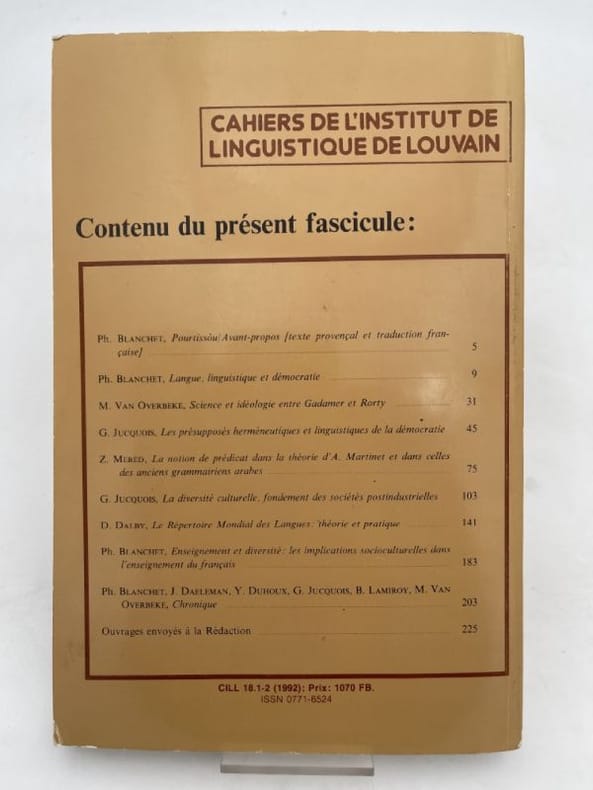 CAHIERS DE L'INSTITUT DE
LINGUISTIQUE DE LOUVAIN
Contenu du présent fascicule:
Ph. BLANCHET, Pourtissòu/Avant-propos [texte provençal et traduction fran-
çaise] 5
Ph. BLANCHET, Langue, linguistique et démocratie 9
M. VAN OVERBEKE, Science et idéologie entre Gadamer et Rorty 31
G. JUCQUOIS, Les présupposés herméneutiques et linguistiques de la démocratie 45
Z. MERED, La notion de prédicat dans la théorie d'A. Martinet et dans celles
des anciens grammairiens arabes 75
G. JUCQUOIS, La diversité culturelle, fondement des sociétés postindustrielles 103
D. DALBY, Le Répertoire Mondial des Langues: théorie et pratique 141
Ph. BLANCHET, Enseignement et diversité: les implications socioculturelles dans
l'enseignement du français 183
Ph. BLANCHET, J. DAELEMAN, Y. DUHOUX, G. JUCQUOIS, B. LAMIROY, M. VAN
OVERBEKE, Chronique 203
Ouvrages envoyés à la Rédaction 225
CILL 18.1-2 (1992): Prix: 1070 FB.
ISSN 0771-6524